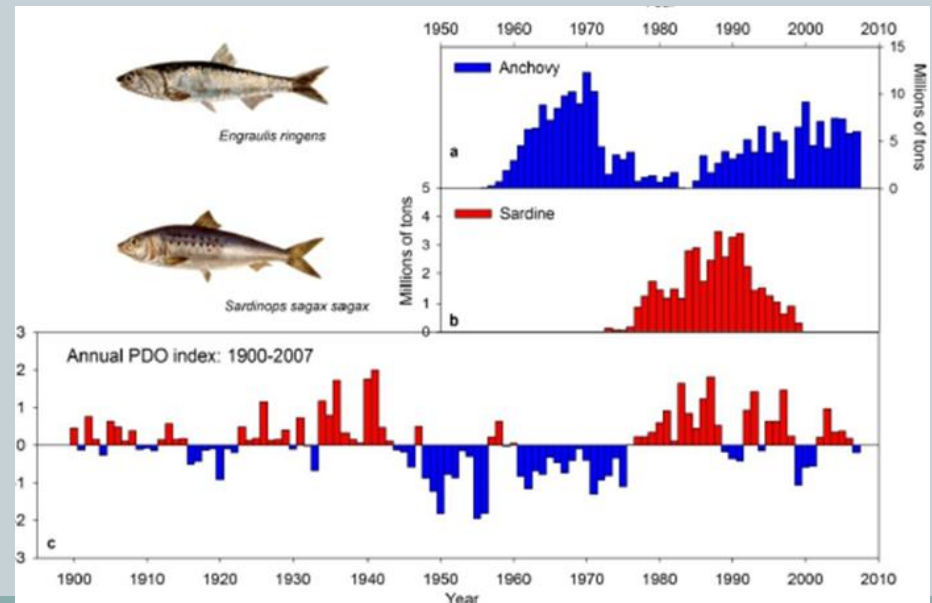 1950 1960 1970 1980 1990 2000 2010
Anchovy
a
15
10
5
0
Millions of tons
Engraulis ringens
Sardine
b
5
4
3
2
1
0
Millions of tons
Sardinops sagax sagax
Annual PDO index: 1900-2007
c
3
2
1
0
-1
-2
-3
1900 1910 1920 1930 1940 1950 1960 1970 1980 1990 2000 2010
Year